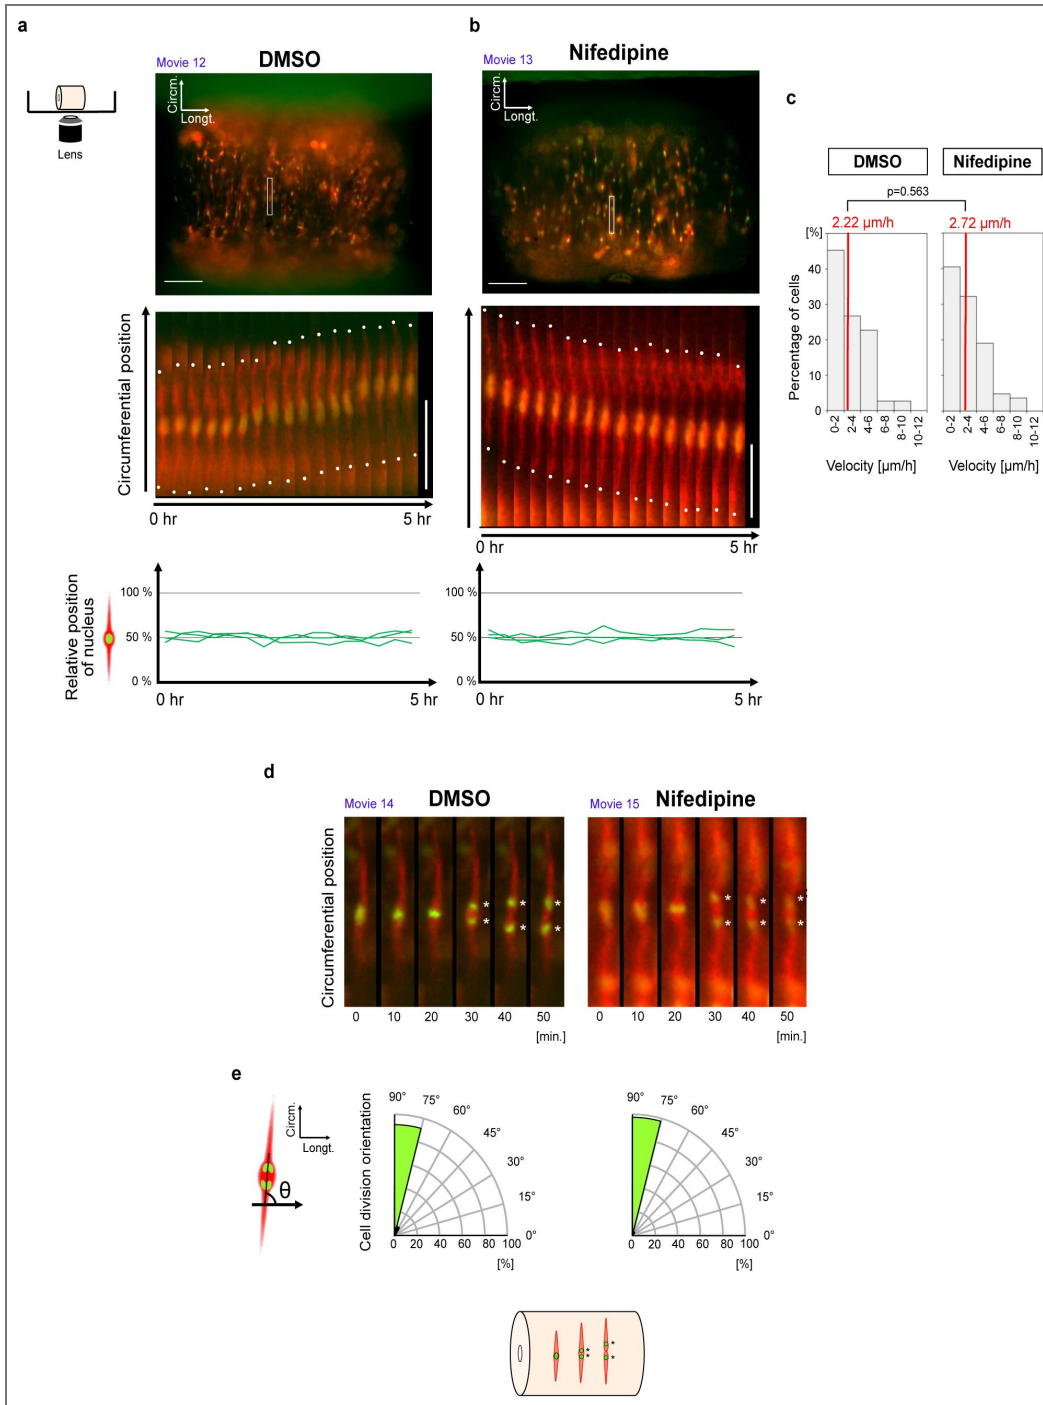 a
Movie 12
DMSO
Circm.
Longt.
Lens
b
Movie 13
Nifedipine
Circm.
Longt.
c
DMSO
Nifedipine
p=0.563
2.22 µm/h
2.72 µm/h
[%]
40
30
20
10
0
Percentage of cells
0-2
2-4
4-6
6-8
8-10
10-12
0-2
2-4
4-6
6-8
8-10
10-12
Velocity [µm/h]
Velocity [µm/h]
Circumferential position
0 hr
5 hr
0 hr
5 hr
Relative position
of nucleus
100 %
50 %
0 %
0 hr
5 hr
100 %
50 %
0 %
0 hr
5 hr
d
Movie 14
DMSO
Movie 15
Nifedipine
Circumferential position
*
*
*
*
*
*
*
*
*
*
*
*
0
10
20
30
40
50
[min.]
0
10
20
30
40
50
[min.]
e
Circm.
Longt.
θ
Cell division orientation
90°
75°
60°
45°
30°
15°
0°
0 20 40 60 80 100
[%]
90°
75°
60°
45°
30°
15°
0°
0 20 40 60 80 100
[%]
*
*
*
*